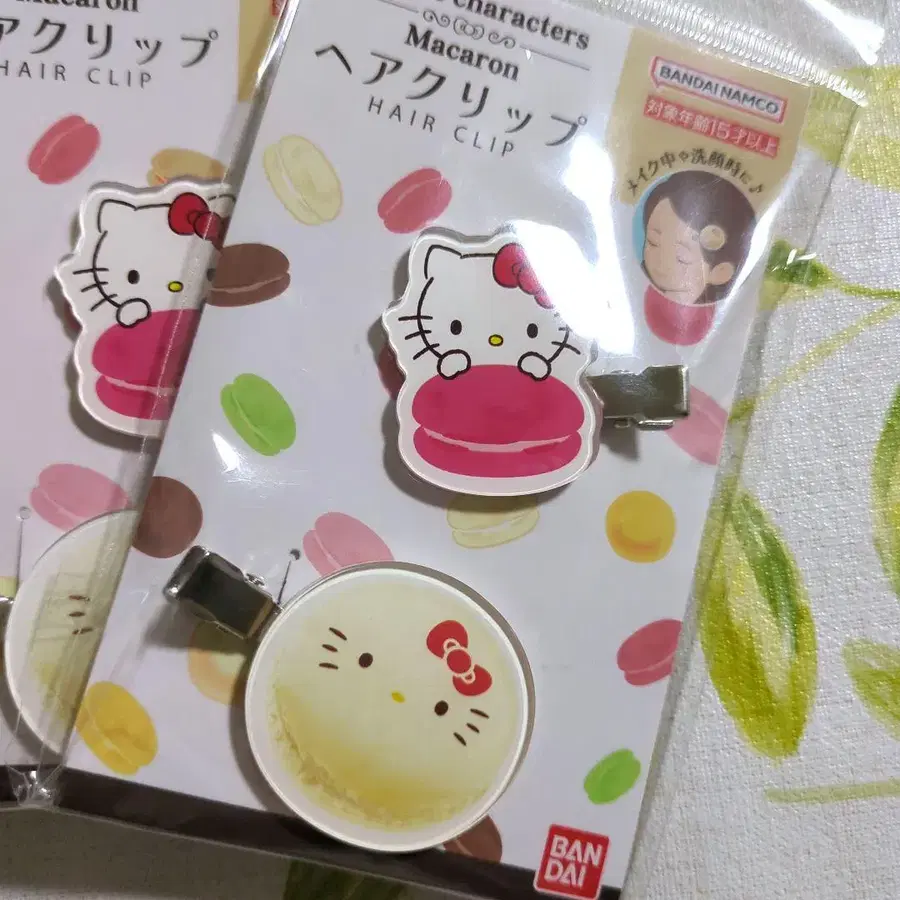 Macaron
アクリップ
HAIR CLIP
characters
Macaron
ヘアクリップ
HAIR CLIP
BANDAI NAMCO
対象年齢15才以上
メイク中や洗顔時に♪
BAN
DAI